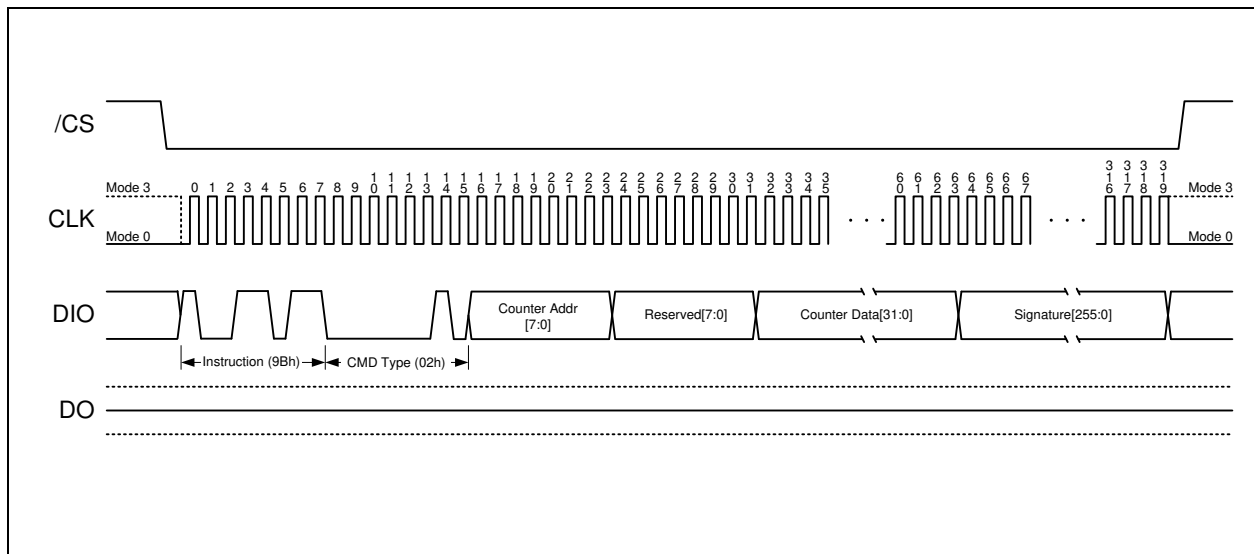 /CS
Mode 3
0 1 2 3 4 5 6 7 8 9 10 11 12 13 14 15 16 17 18 19 20 21 22 23 24 25 26 27 28 29 30 31 32 33 34 35 60 61 62 63 64 65 66 67 316 317 318 319
Mode 3
CLK
. . .
. . .
Mode 0
Mode 0
DIO
Counter Addr
[7:0]
Reserved[7:0]
Counter Data[31:0]
Signature[255:0]
Instruction (9Bh)
CMD Type (02h)
DO